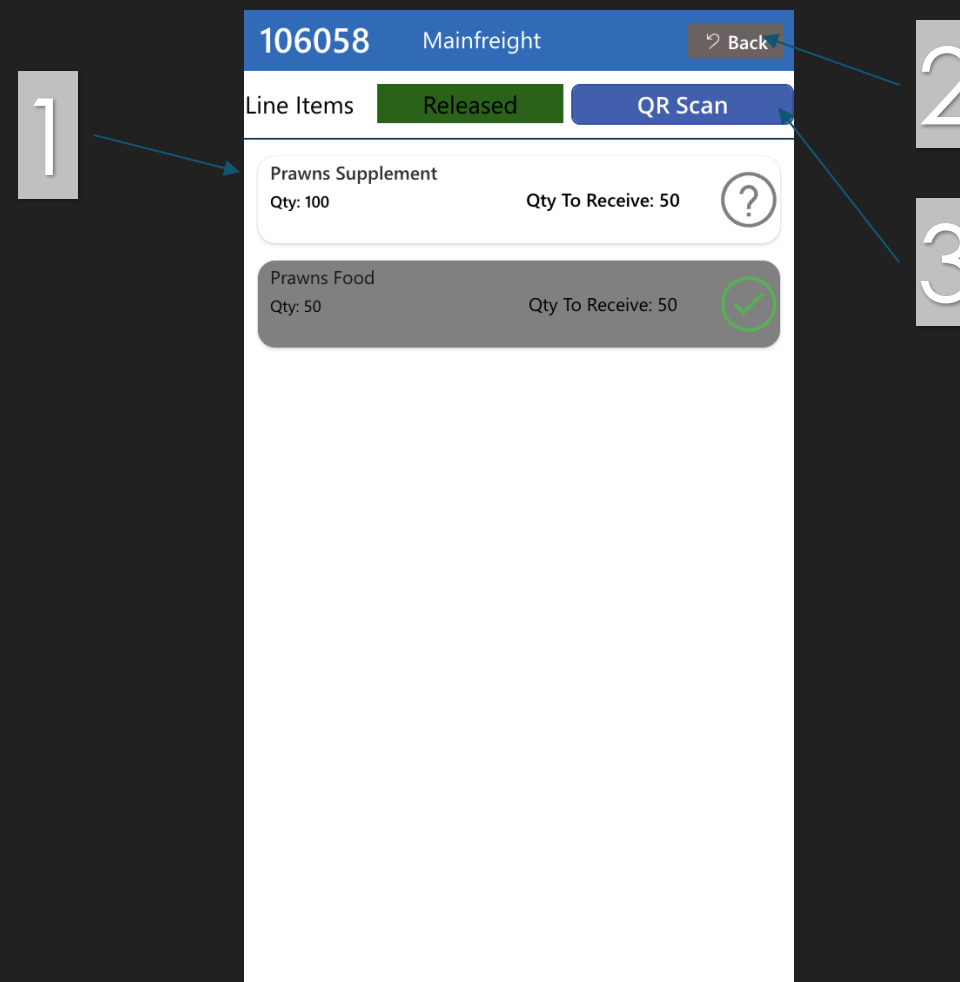 106058 Mainfreight Back
1
2
Line Items Released QR Scan
Prawns Supplement
Qty: 100 Qty To Receive: 50
3
Prawns Food
Qty: 50 Qty To Receive: 50